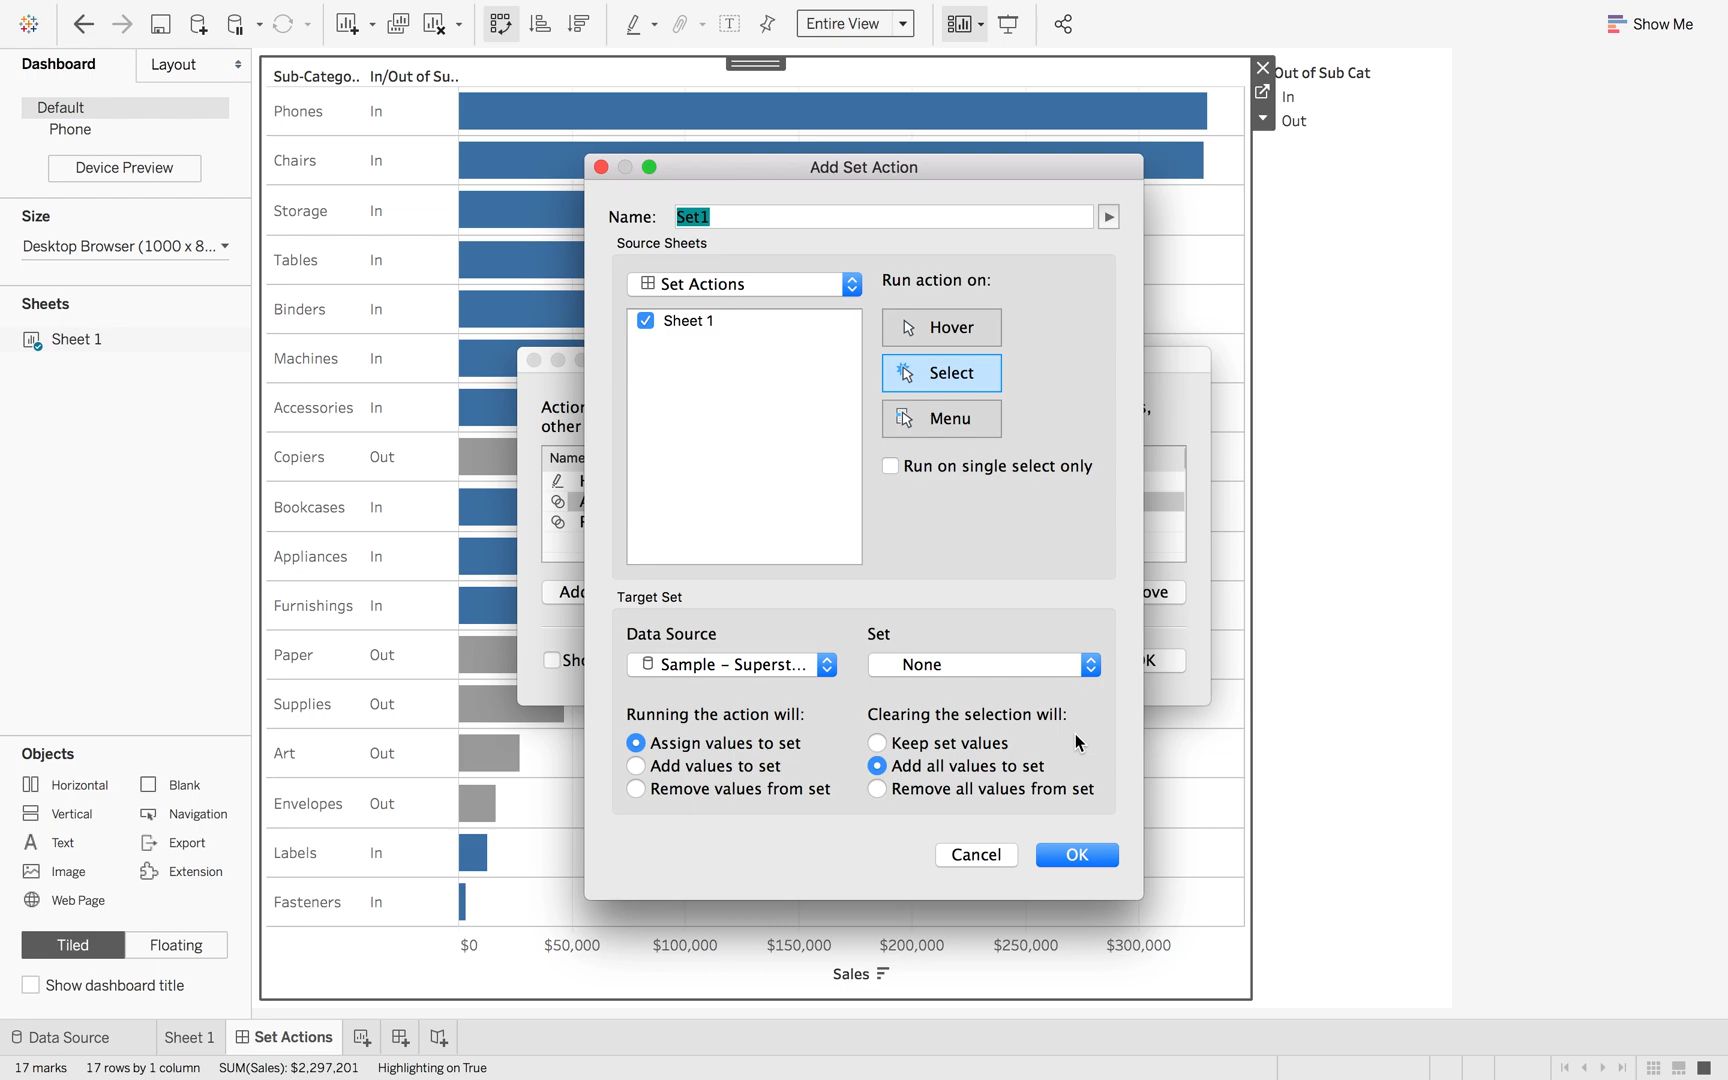 Entire View
Show Me
Dashboard
Layout
Default
Phone
Device Preview
Size
Desktop Browser (1000 x 8...
Sheets
Sheet 1
Objects
Horizontal
Blank
Vertical
Navigation
Text
Export
Image
Extension
Web Page
Tiled
Floating
Show dashboard title
Sub-Catego.. In/Out of Su..
Phones In
Chairs In
Storage In
Tables In
Binders In
Machines In
Accessories In
Copiers Out
Bookcases In
Appliances In
Furnishings In
Paper Out
Supplies Out
Art Out
Envelopes Out
Labels In
Fasteners In
$0 $50,000 $100,000 $150,000 $200,000 $250,000 $300,000
Sales
Out of Sub Cat
In
Out
Add Set Action
Name: Set1
Source Sheets
Set Actions
Sheet 1
Run action on:
Hover
Select
Menu
Run on single select only
Target Set
Data Source
Sample – Superst...
Set
None
Running the action will:
Assign values to set
Add values to set
Remove values from set
Clearing the selection will:
Keep set values
Add all values to set
Remove all values from set
Cancel
OK
other
Name
Data Source
Sheet 1
Set Actions
17 marks 17 rows by 1 column SUM(Sales): $2,297,201 Highlighting on True